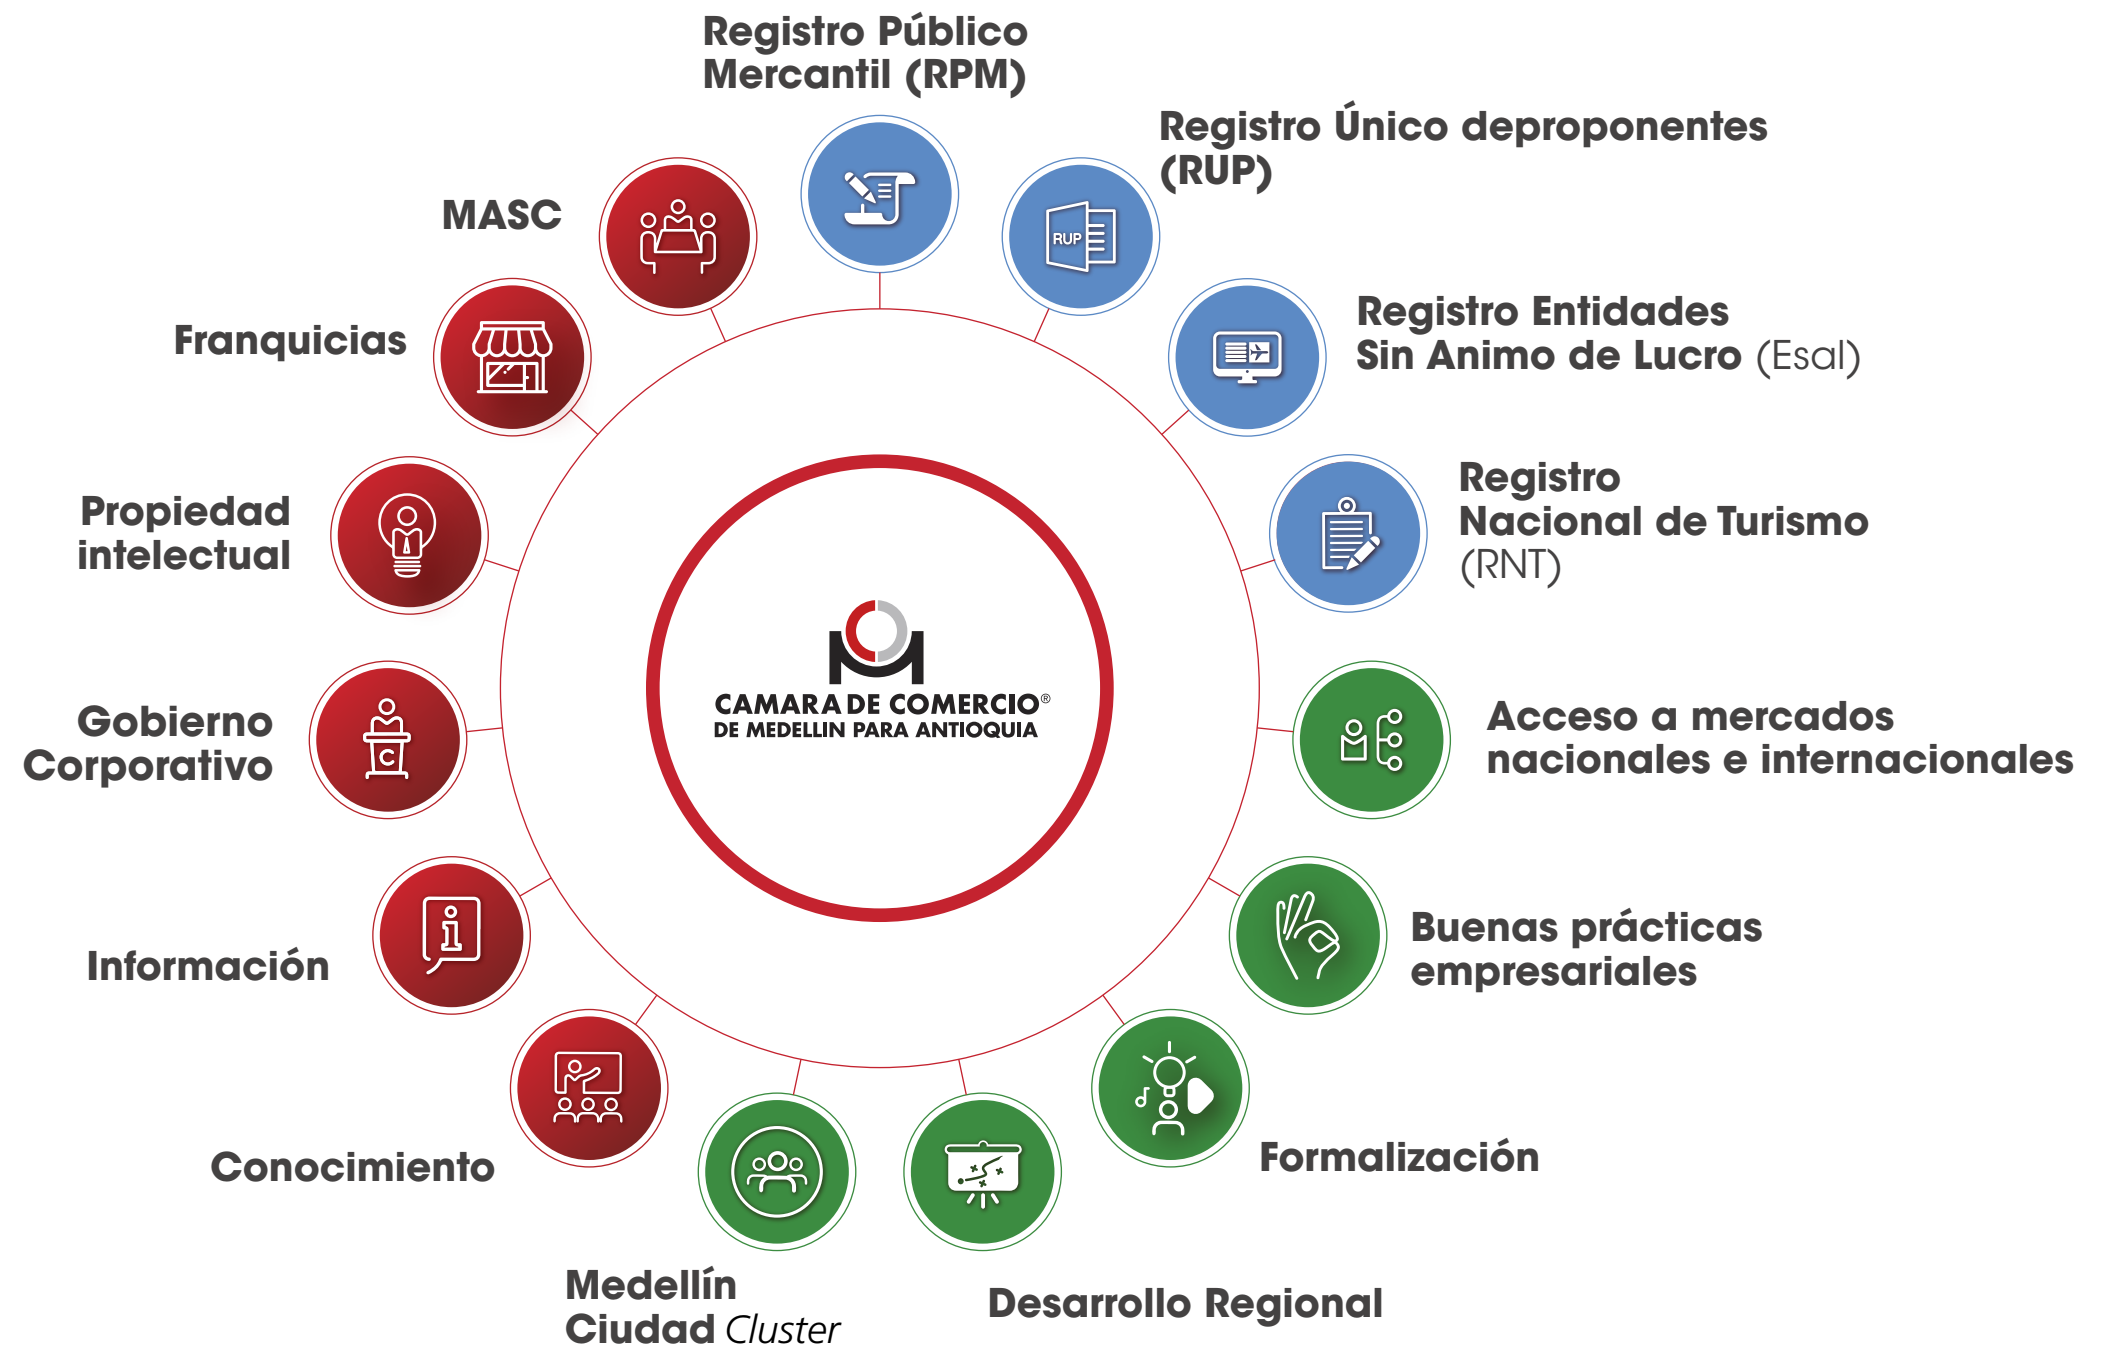 Registro Público
Mercantil (RPM)
Registro Único deproponentes
(RUP)
RUP
Registro Entidades
Sin Animo de Lucro (Esal)
Registro
Nacional de Turismo
(RNT)
Acceso a mercados
nacionales e internacionales
Buenas prácticas
empresariales
Formalización
Desarrollo Regional
Medellín
Ciudad Cluster
Conocimiento
Información
i
Gobierno
Corporativo
C
Propiedad
intelectual
Franquicias
MASC
CAMARA DE COMERCIO®
DE MEDELLIN PARA ANTIOQUIA